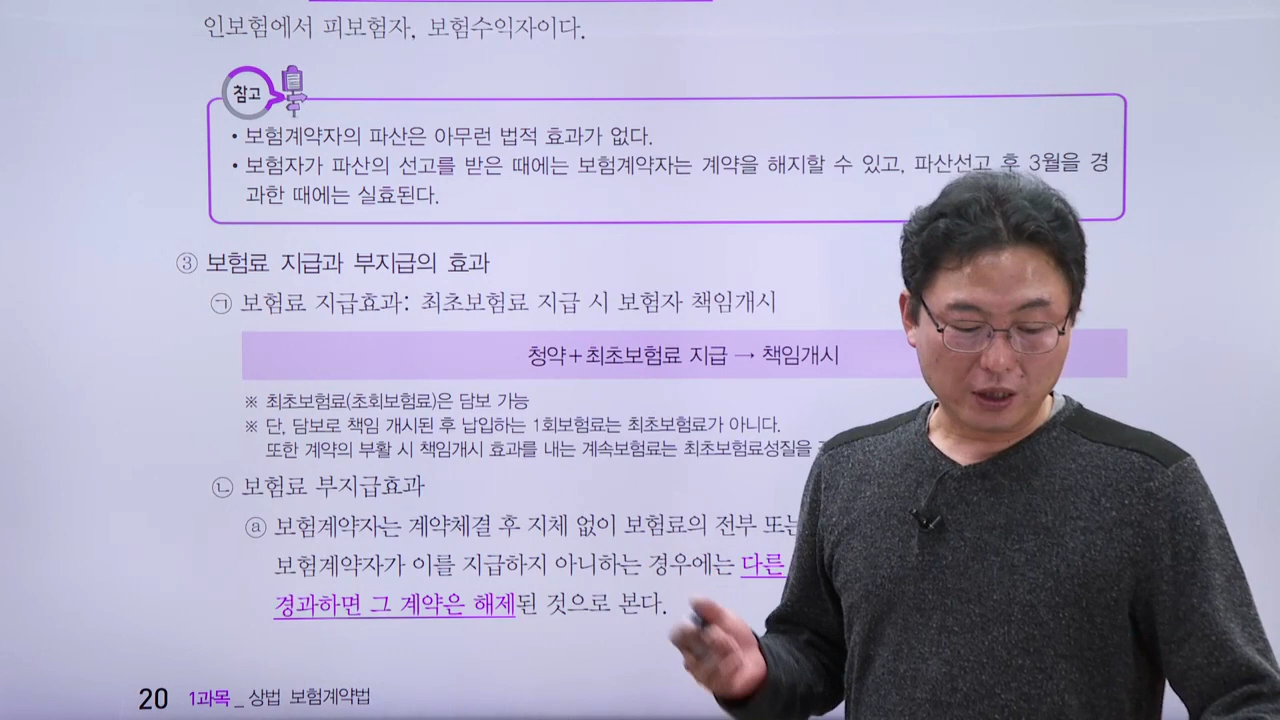 인보험에서 피보험자, 보험수익자이다.
참고
• 보험계약자의 파산은 아무런 법적 효과가 없다.
• 보험자가 파산의 선고를 받은 때에는 보험계약자는 계약을 해지할 수 있고, 파산선고 후 3월을 경
과한 때에는 실효된다.
③ 보험료 지급과 부지급의 효과
㉠ 보험료 지급효과: 최초보험료 지급 시 보험자 책임개시
청약+최초보험료 지급 → 책임개시
※ 최초보험료(초회보험료)은 담보 가능
※ 단, 담보로 책임 개시된 후 납입하는 1회보험료는 최초보험료가 아니다.
또한 계약의 부활 시 책임개시 효과를 내는 계속보험료는 최초보험료성질을
㉡ 보험료 부지급효과
ⓐ 보험계약자는 계약체결 후 지체 없이 보험료의 전부 또는
보험계약자가 이를 지급하지 아니하는 경우에는 다른
경과하면 그 계약은 해제된 것으로 본다.
20 1과목_상법 보험계약법